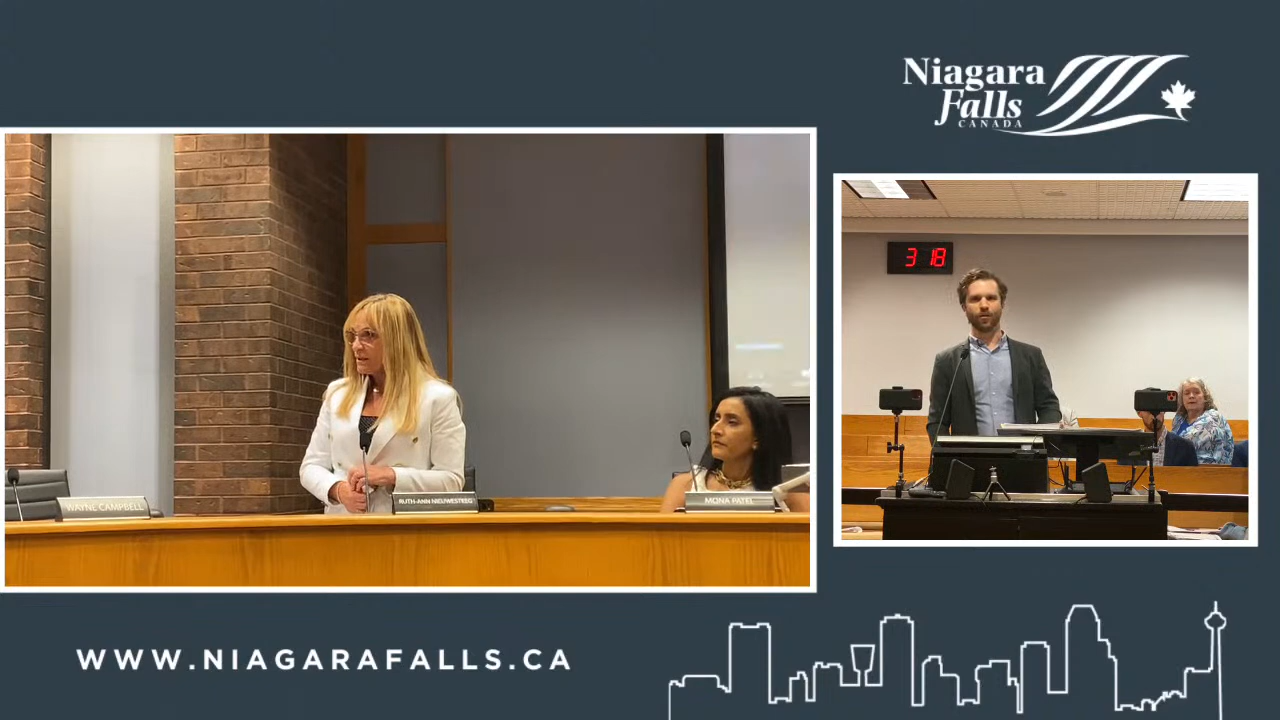 Niagara
Falls
CANADA
3 18
WAYNE CAMPBELL
RUTH-ANN NIEUWESTEEG
MONA PATEL
WWW.NIAGARAFALLS.CA